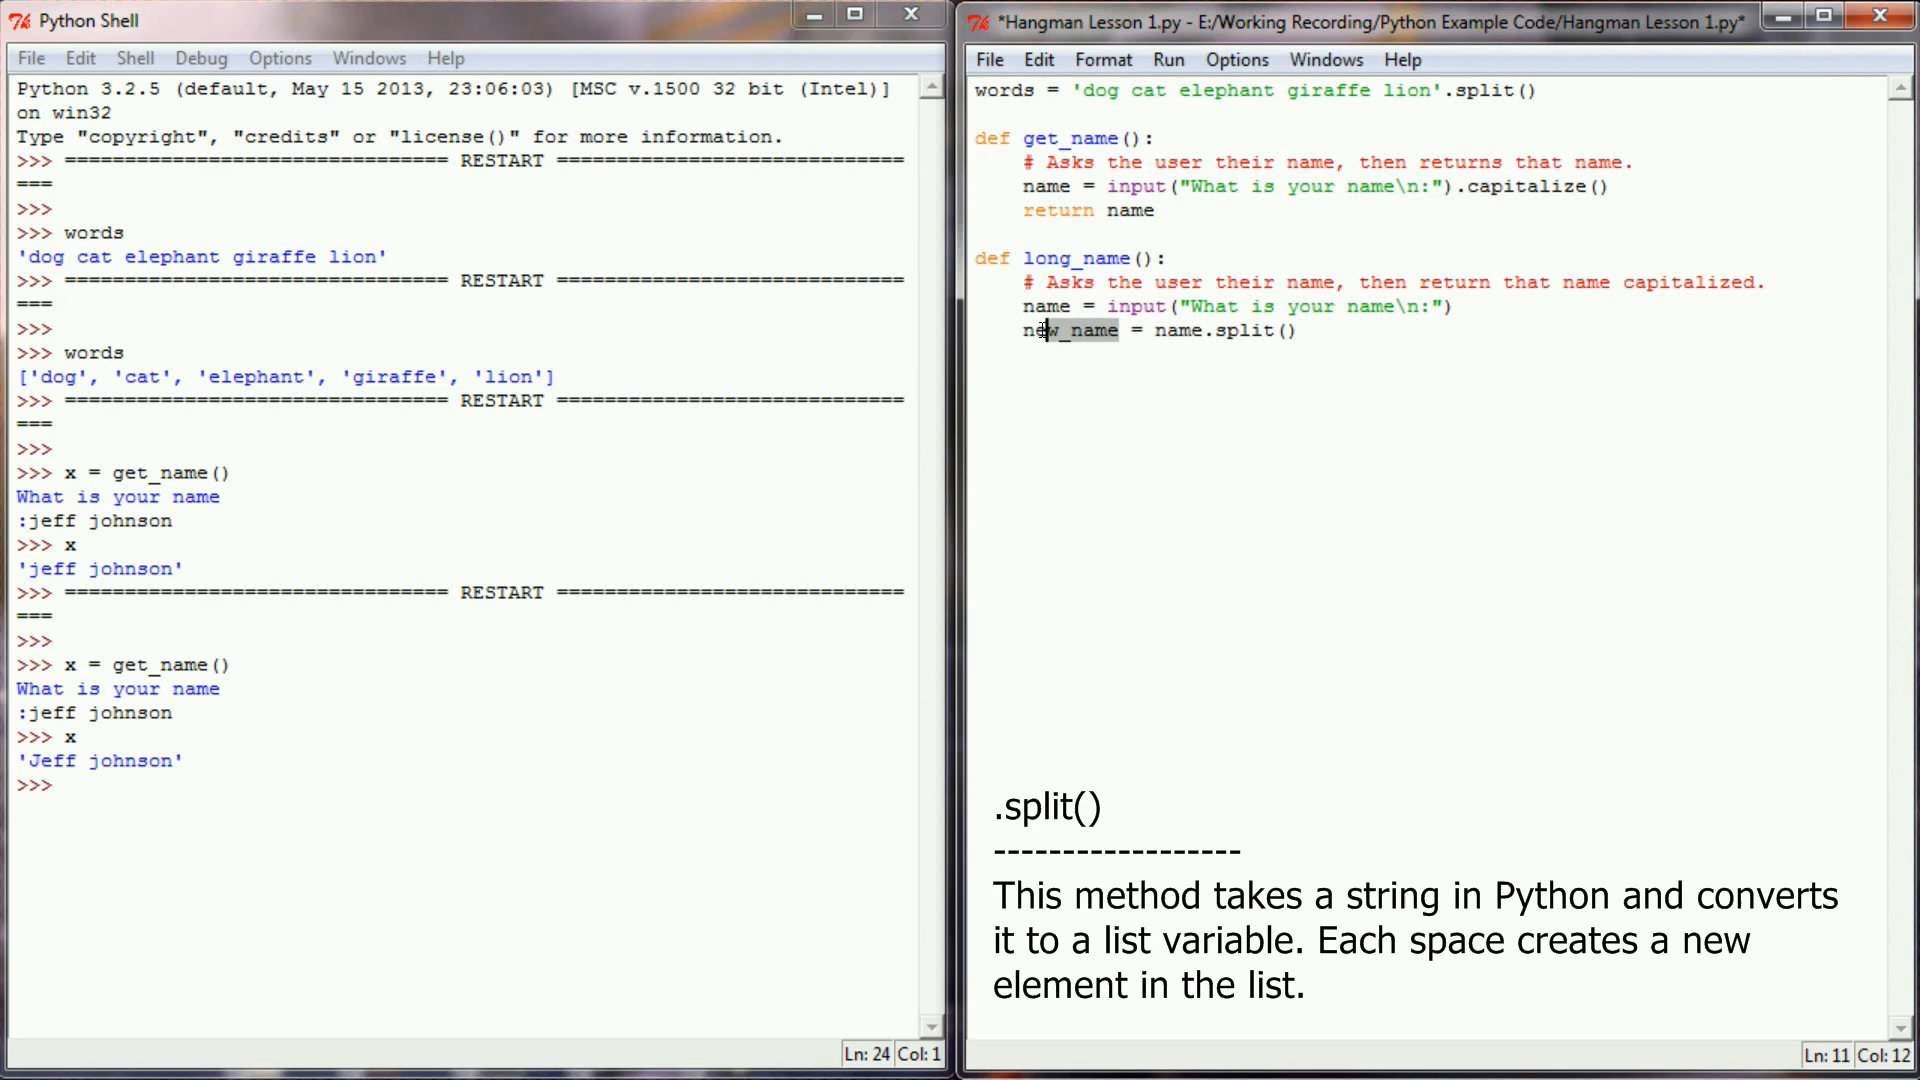 Python Shell
File Edit Shell Debug Options Windows Help
Python 3.2.5 (default, May 15 2013, 23:06:03) [MSC v.1500 32 bit (Intel)]
on win32
Type "copyright", "credits" or "license()" for more information.
>>> ================================ RESTART =============================
===
>>>
>>> words
'dog cat elephant giraffe lion'
>>> ================================ RESTART =============================
===
>>>
>>> words
['dog', 'cat', 'elephant', 'giraffe', 'lion']
>>> ================================ RESTART =============================
===
>>>
>>> x = get_name()
What is your name
:jeff johnson
>>> x
'jeff johnson'
>>> ================================ RESTART =============================
===
>>>
>>> x = get_name()
What is your name
:jeff johnson
>>> x
'Jeff johnson'
>>>
Ln: 24 Col: 1
*Hangman Lesson 1.py - E:/Working Recording/Python Example Code/Hangman Lesson 1.py*
File Edit Format Run Options Windows Help
words = 'dog cat elephant giraffe lion'.split()
def get_name():
# Asks the user their name, then returns that name.
name = input("What is your name\n:").capitalize()
return name
def long_name():
# Asks the user their name, then return that name capitalized.
name = input("What is your name\n:")
new_name = name.split()
.split()
------------------
This method takes a string in Python and converts
it to a list variable. Each space creates a new
element in the list.
Ln: 11 Col: 12